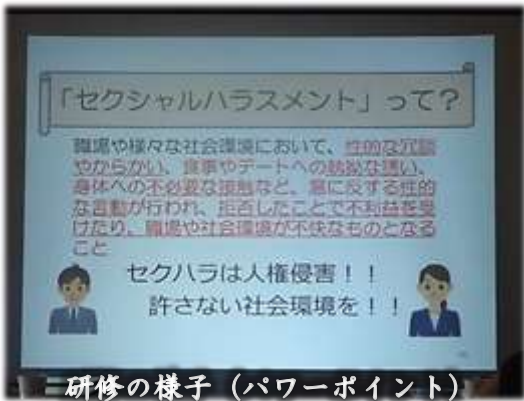 「セクシャルハラスメント」って？
職場や様々な社会環境において、性的な冗談
やからかい、食事やデートへの執拗な誘い、
身体への不必要な接触など、意に反する性的
な言動が行われ、拒否したことで不利益を受
けたり、職場や社会環境が不快なものとなる
こと
セクハラは人権侵害！！
許さない社会環境を！！
研修の様子（パワーポイント）